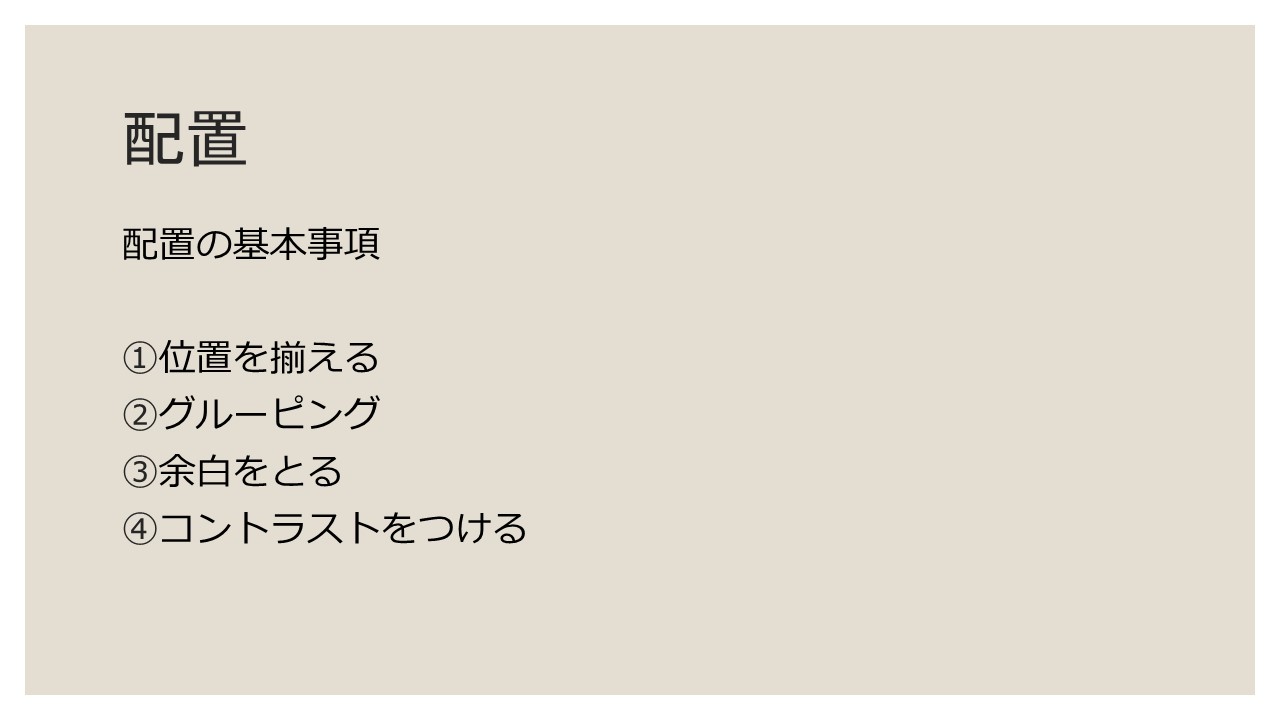 配置
配置の基本事項
①位置を揃える
②グルーピング
③余白をとる
④コントラストをつける